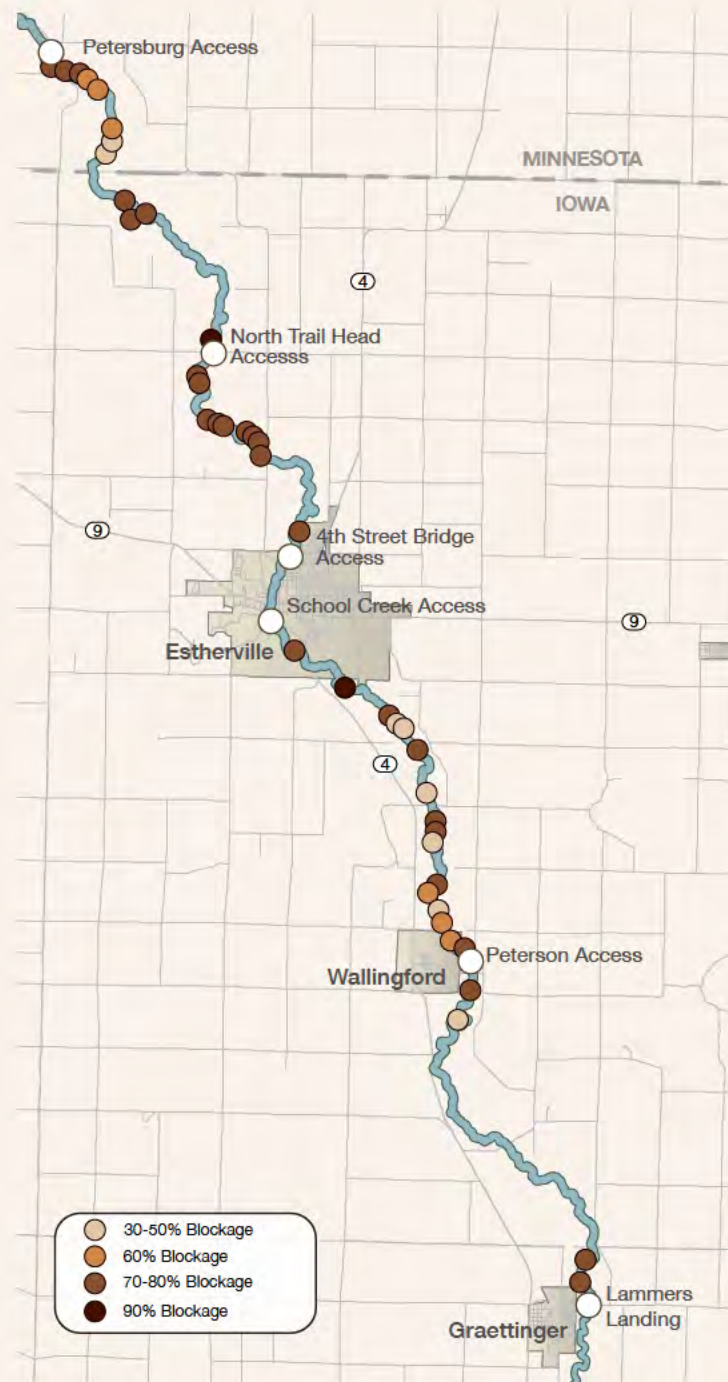 Petersburg Access
MINNESOTA
IOWA
4
North Trail Head
Accesss
9
4th Street Bridge
Access
School Creek Access
9
Estherville
4
Peterson Access
Wallingford
30-50% Blockage
60% Blockage
70-80% Blockage
90% Blockage
Lammers
Landing
Graettinger